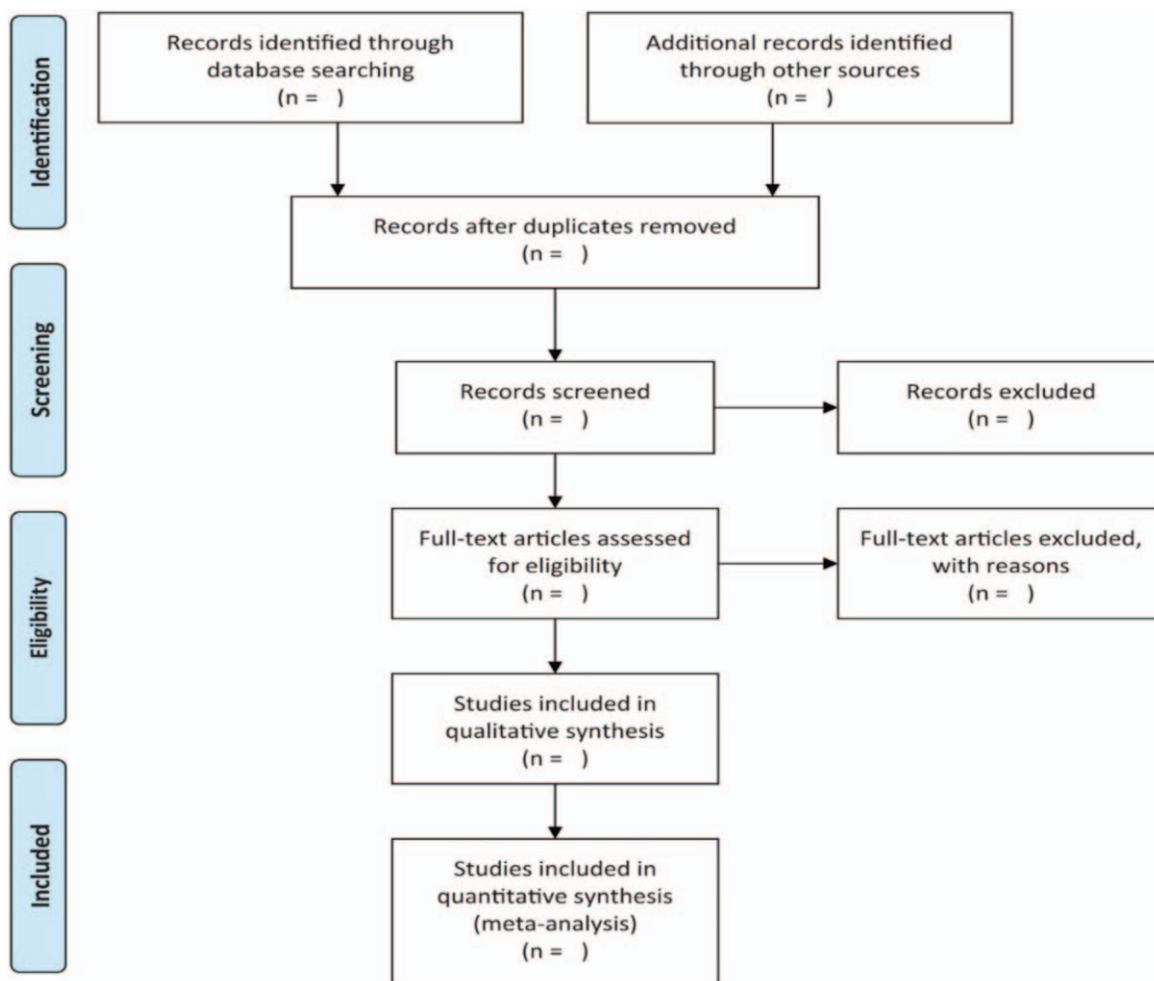 Identification
Records identified through
database searching
(n =   )
Additional records identified
through other sources
(n =   )
Records after duplicates removed
(n =   )
Screening
Records screened
(n =   )
Records excluded
(n =   )
Eligibility
Full-text articles assessed
for eligibility
(n =   )
Full-text articles excluded,
with reasons
(n =   )
Studies included in
qualitative synthesis
(n =   )
Included
Studies included in
quantitative synthesis
(meta-analysis)
(n =   )